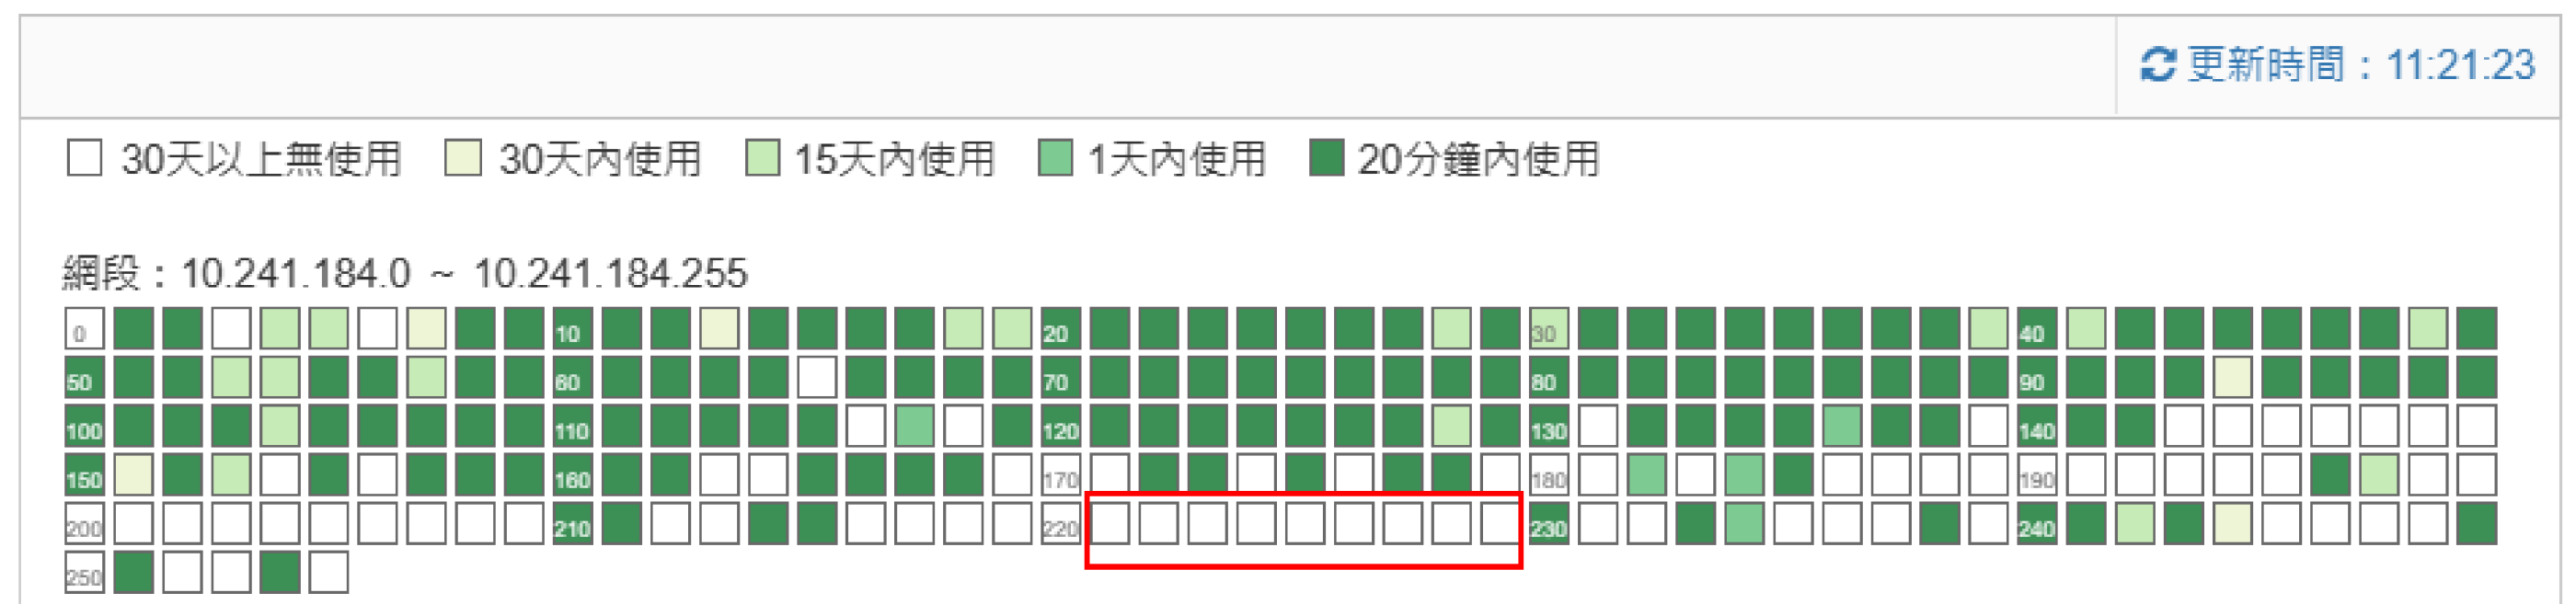 更新時間：11:21:23
30天以上無使用 30天內使用 15天內使用 1天內使用 20分鐘內使用
網段：10.241.184.0 ~ 10.241.184.255
0 10 20 30 40
50 60 70 80 90
100 110 120 130 140
150 160 170 180 190
200 210 220 230 240
250